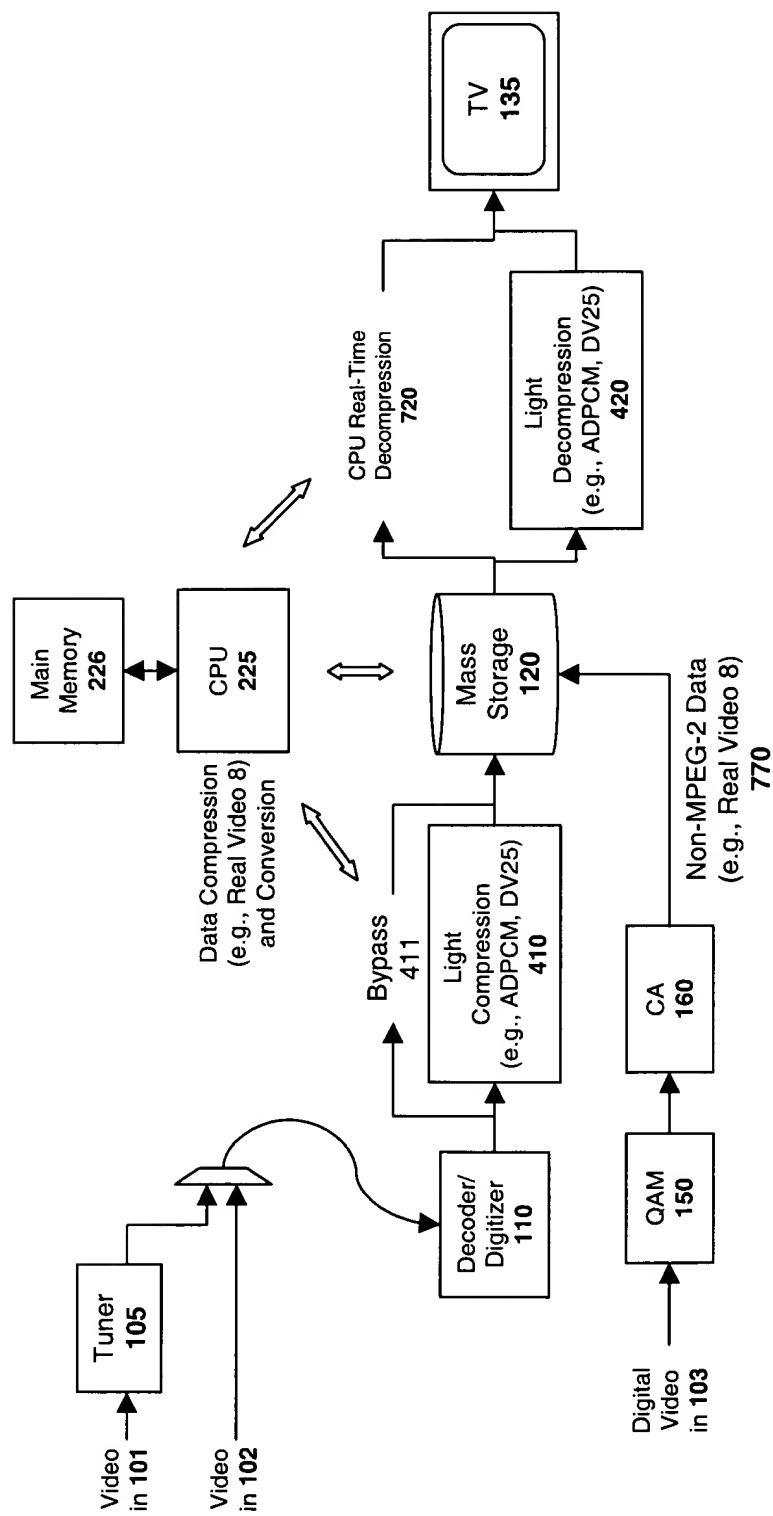 Video
in 101
Tuner
105
Video
in 102
Decoder/
Digitizer
110
Bypass
411
Light
Compression
(e.g., ADPCM, DV25)
410
Data Compression
(e.g., Real Video 8)
and Conversion
Main
Memory
226
CPU
225
Mass
Storage
120
CPU Real-Time
Decompression
720
Light
Decompression
(e.g., ADPCM, DV25)
420
TV
135
Digital
Video
in 103
QAM
150
CA
160
Non-MPEG-2 Data
(e.g., Real Video 8)
770